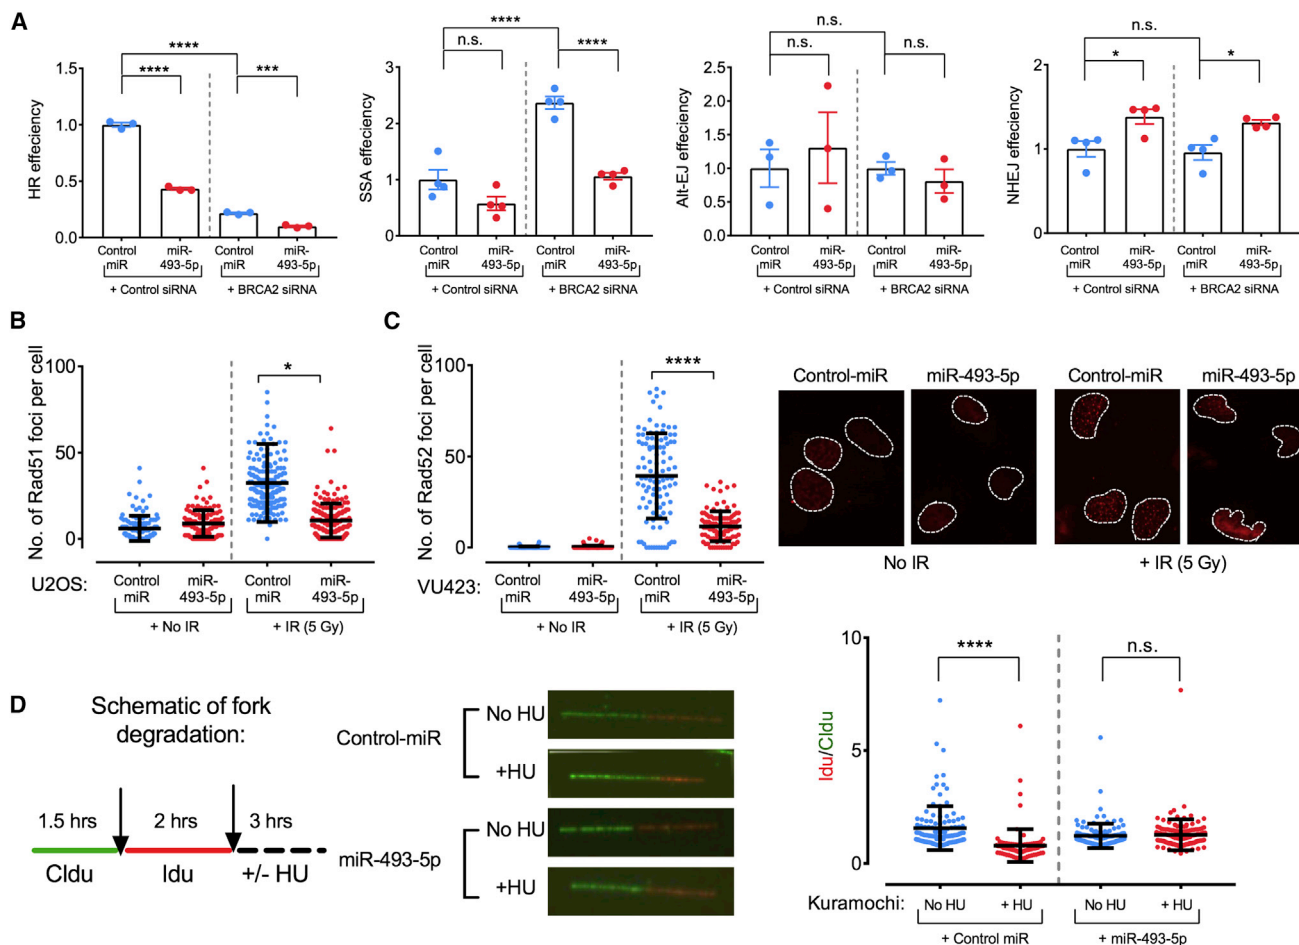 A
HR effeciency
1.5
1.0
0.5
0.0
****
****
***
Control miR
miR-493-5p
Control miR
miR-493-5p
+ Control siRNA
+ BRCA2 siRNA
SSA effeciency
3
2
1
0
****
n.s.
****
Control miR
miR-493-5p
Control miR
miR-493-5p
+ Control siRNA
+ BRCA2 siRNA
Alt-EJ effeciency
2.5
2.0
1.5
1.0
0.5
0.0
n.s.
n.s.
n.s.
Control miR
miR-493-5p
Control miR
miR-493-5p
+ Control siRNA
+ BRCA2 siRNA
NHEJ effeciency
2
1
0
n.s.
*
*
Control miR
miR-493-5p
Control miR
miR-493-5p
+ Control siRNA
+ BRCA2 siRNA
B
No. of Rad51 foci per cell
100
50
0
*
U2OS:
Control miR
miR-493-5p
Control miR
miR-493-5p
+ No IR
+ IR (5 Gy)
C
No. of Rad52 foci per cell
100
50
0
****
VU423:
Control miR
miR-493-5p
Control miR
miR-493-5p
+ No IR
+ IR (5 Gy)
Control-miR
miR-493-5p
Control-miR
miR-493-5p
No IR
+ IR (5 Gy)
D
Schematic of fork
degradation:
1.5 hrs
2 hrs
3 hrs
Cldu
Idu
+/- HU
Control-miR
No HU
+HU
miR-493-5p
No HU
+HU
Idu/Cldu
10
5
0
****
n.s.
Kuramochi:
No HU
+ HU
No HU
+ HU
+ Control miR
+ miR-493-5p